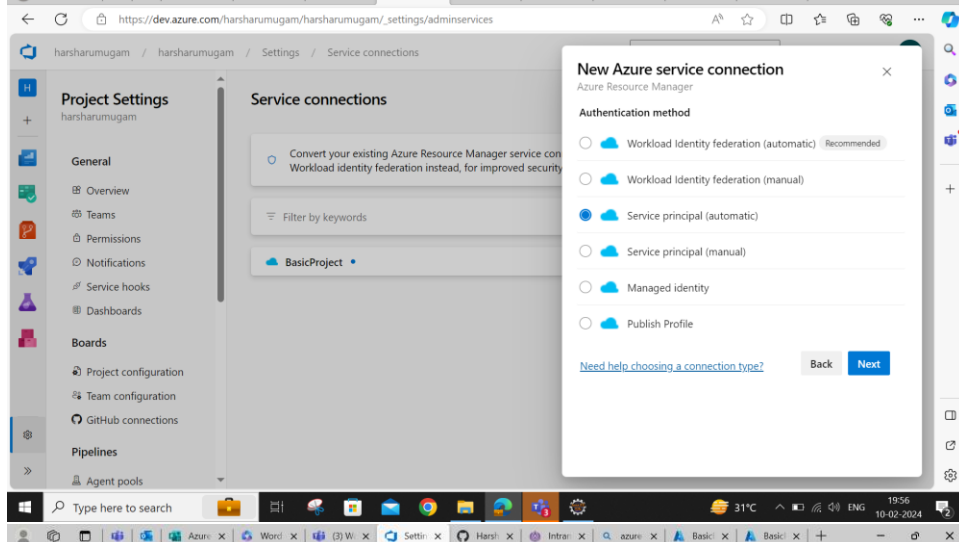 https://dev.azure.com/harsharumugam/harsharumugam/_settings/adminservices
harsharumugam / harsharumugam / Settings / Service connections
H
Project Settings
harsharumugam
General
Overview
Teams
Permissions
Notifications
Service hooks
Dashboards
Boards
Project configuration
Team configuration
GitHub connections
Pipelines
Agent pools
Service connections
Convert your existing Azure Resource Manager service con
Workload identity federation instead, for improved security
Filter by keywords
BasicProject
New Azure service connection
Azure Resource Manager
Authentication method
Workload Identity federation (automatic) Recommended
Workload Identity federation (manual)
Service principal (automatic)
Service principal (manual)
Managed identity
Publish Profile
Need help choosing a connection type?
Back
Next
Type here to search
31°C
ENG
19:56
10-02-2024
Azure
Word
(3) W
Settin
Harsh
Intran
azure
Basic
Basic